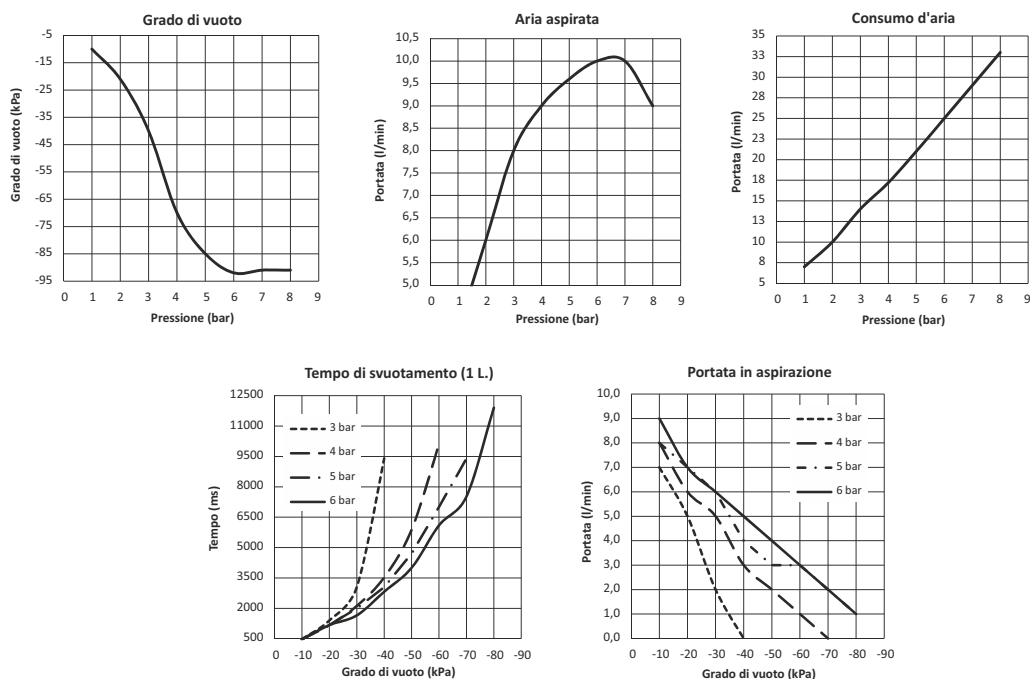 Grado di vuoto
Grado di vuoto (kPa)
-5
-15
-25
-35
-45
-55
-65
-75
-85
-95
0 1 2 3 4 5 6 7 8 9
Pressione (bar)
Aria aspirata
Portata (l/min)
10,5
10,0
9,5
9,0
8,5
8,0
7,5
7,0
6,5
6,0
5,5
5,0
0 1 2 3 4 5 6 7 8 9
Pressione (bar)
Consumo d'aria
Portata (l/min)
35
33
30
28
25
23
20
18
15
13
10
8
5
0 1 2 3 4 5 6 7 8 9
Pressione (bar)
Tempo di svuotamento (1 L.)
Tempo (ms)
12500
11000
9500
8000
6500
5000
3500
2000
500
3 bar
4 bar
5 bar
6 bar
0 -10 -20 -30 -40 -50 -60 -70 -80 -90
Grado di vuoto (kPa)
Portata in aspirazione
Portata (l/min)
10,0
9,0
8,0
7,0
6,0
5,0
4,0
3,0
2,0
1,0
0,0
3 bar
4 bar
5 bar
6 bar
0 -10 -20 -30 -40 -50 -60 -70 -80 -90
Grado di vuoto (kPa)